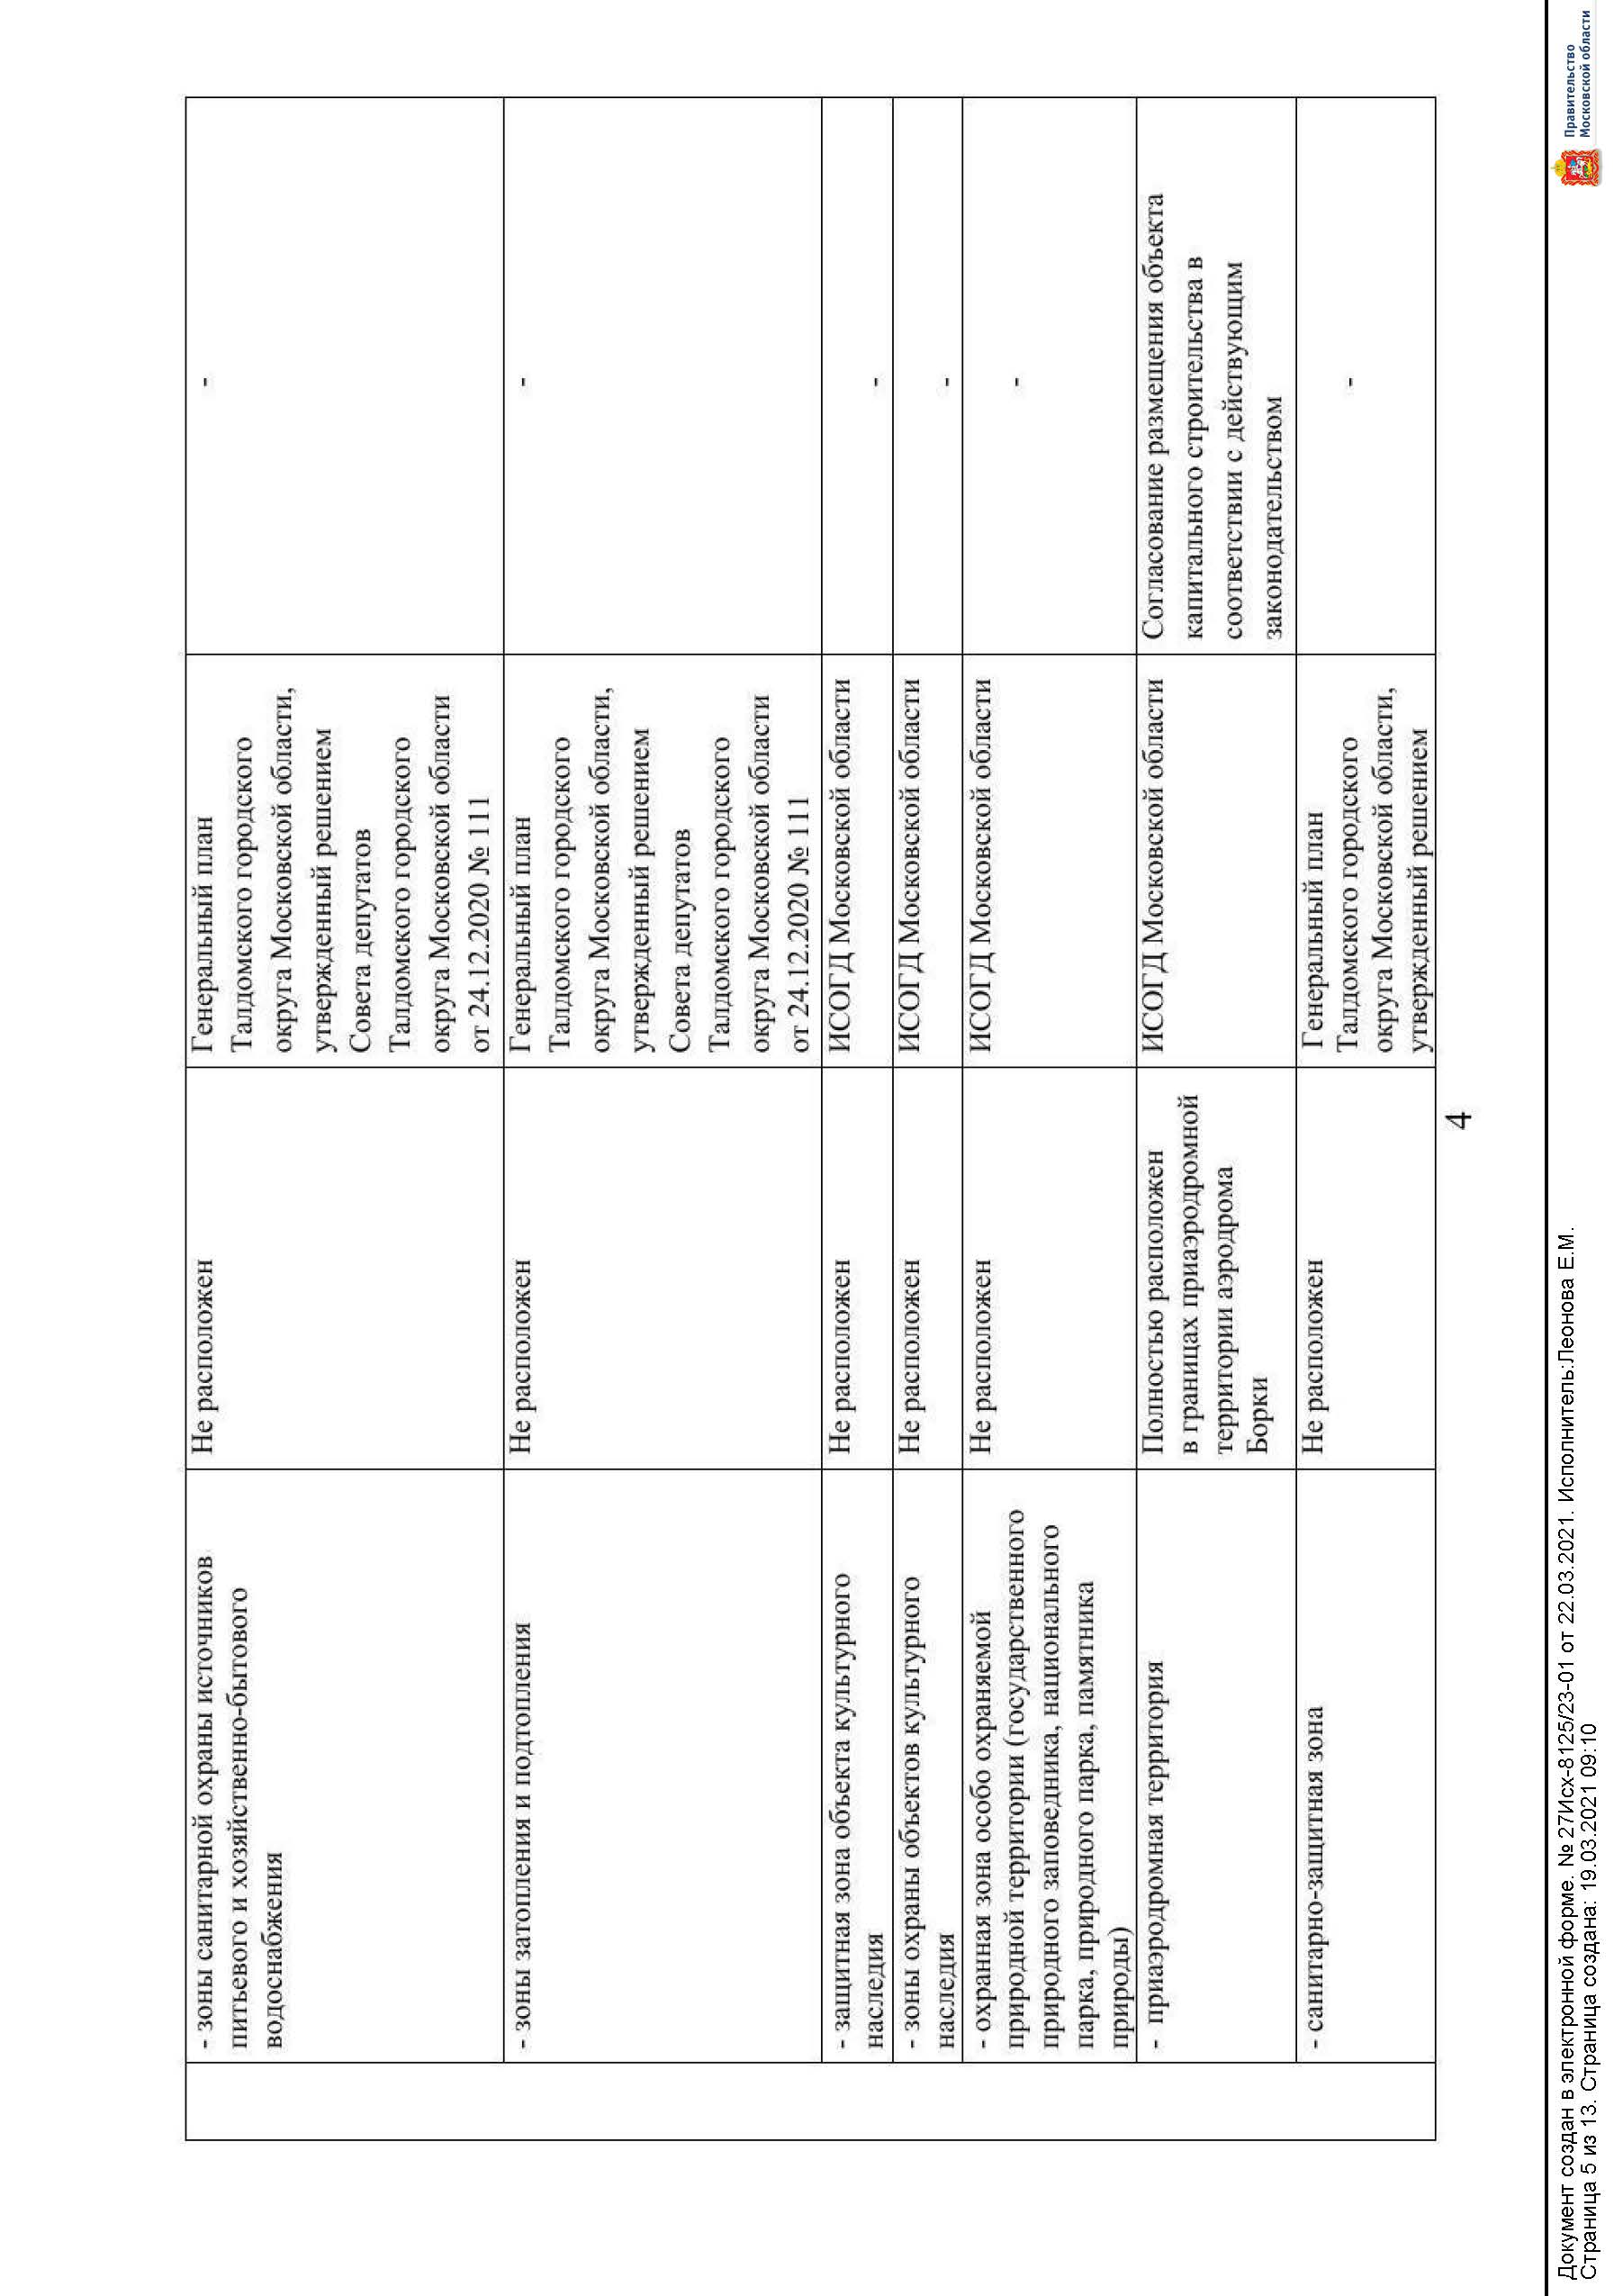 - зоны санитарной охраны источников
питьевого и хозяйственно-бытового
водоснабжения
Не расположен
Генеральный план
Талдомского городского
округа Московской области,
утвержденный решением
Совета депутатов
Талдомского городского
округа Московской области
от 24.12.2020 № 111
-
- зоны затопления и подтопления
Не расположен
Генеральный план
Талдомского городского
округа Московской области,
утвержденный решением
Совета депутатов
Талдомского городского
округа Московской области
от 24.12.2020 № 111
-
- защитная зона объекта культурного
наследия
Не расположен
ИСОГД Московской области
-
- зоны охраны объектов культурного
наследия
Не расположен
ИСОГД Московской области
-
- охранная зона особо охраняемой
природной территории (государственного
природного заповедника, национального
парка, природного парка, памятника
природы)
Не расположен
ИСОГД Московской области
-
- приаэродромная территория
Полностью расположен
в границах приаэродромной
территории аэродрома
Борки
ИСОГД Московской области
Согласование размещения объекта
капитального строительства в
соответствии с действующим
законодательством
- санитарно-защитная зона
Не расположен
Генеральный план
Талдомского городского
округа Московской области,
утвержденный решением
-
4
Документ создан в электронной форме. № 27Исх-8125/23-01 от 22.03.2021. Исполнитель:Леонова Е.М.
Страница 5 из 13. Страница создана: 19.03.2021 09:10
Правительство
Московской области